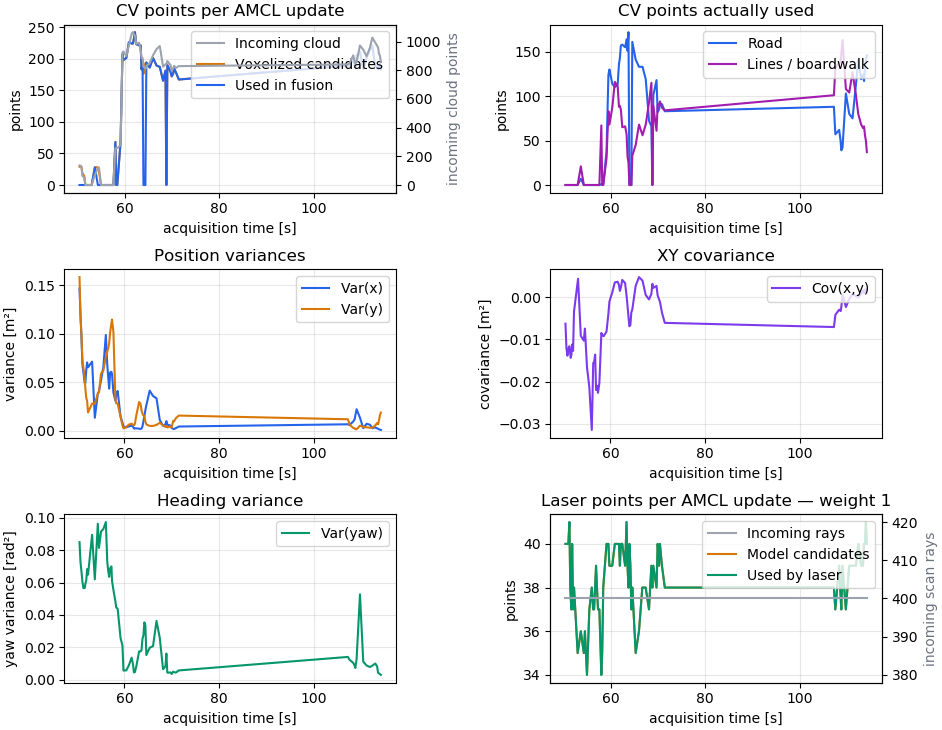 CV points per AMCL update
250
200
150
100
50
0
points
1000
800
600
400
200
0
incoming cloud points
Incoming cloud
Voxelized candidates
Used in fusion
60
80
100
acquisition time [s]
CV points actually used
150
100
50
0
points
Road
Lines / boardwalk
60
80
100
acquisition time [s]
Position variances
0.15
0.10
0.05
0.00
variance [m²]
Var(x)
Var(y)
60
80
100
acquisition time [s]
XY covariance
0.00
−0.01
−0.02
−0.03
covariance [m²]
Cov(x,y)
60
80
100
acquisition time [s]
Heading variance
0.10
0.08
0.06
0.04
0.02
0.00
yaw variance [rad²]
Var(yaw)
60
80
100
acquisition time [s]
Laser points per AMCL update — weight 1
40
38
36
34
points
420
410
400
390
380
incoming scan rays
Incoming rays
Model candidates
Used by laser
60
80
100
acquisition time [s]